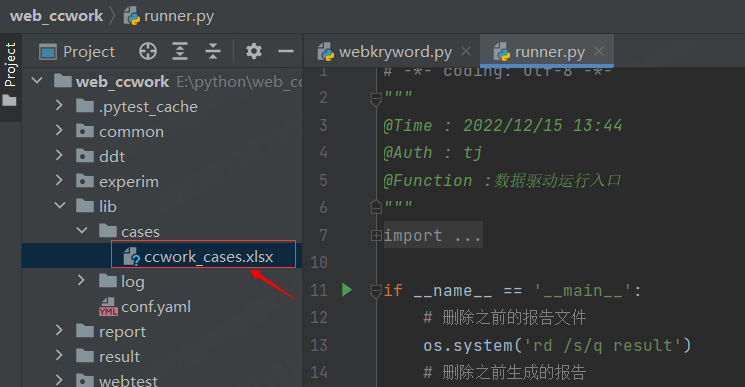 web_ccwork
runner.py
Project
Project
webkryword.py
runner.py
web_ccwork E:\python\web_cc
.pytest_cache
common
ddt
experim
lib
cases
ccwork_cases.xlsx
log
conf.yaml
report
result
webtest
1 # -*- coding: utf-8 -*-
2 """
3 @Time : 2022/12/15 13:44
4 @Auth : tj
5 @Function :数据驱动运行入口
6 """
7 import ...
10
11 if __name__ == '__main__':
12 # 删除之前的报告文件
13 os.system('rd /s/q result')
14 # 删除之前生成的报告